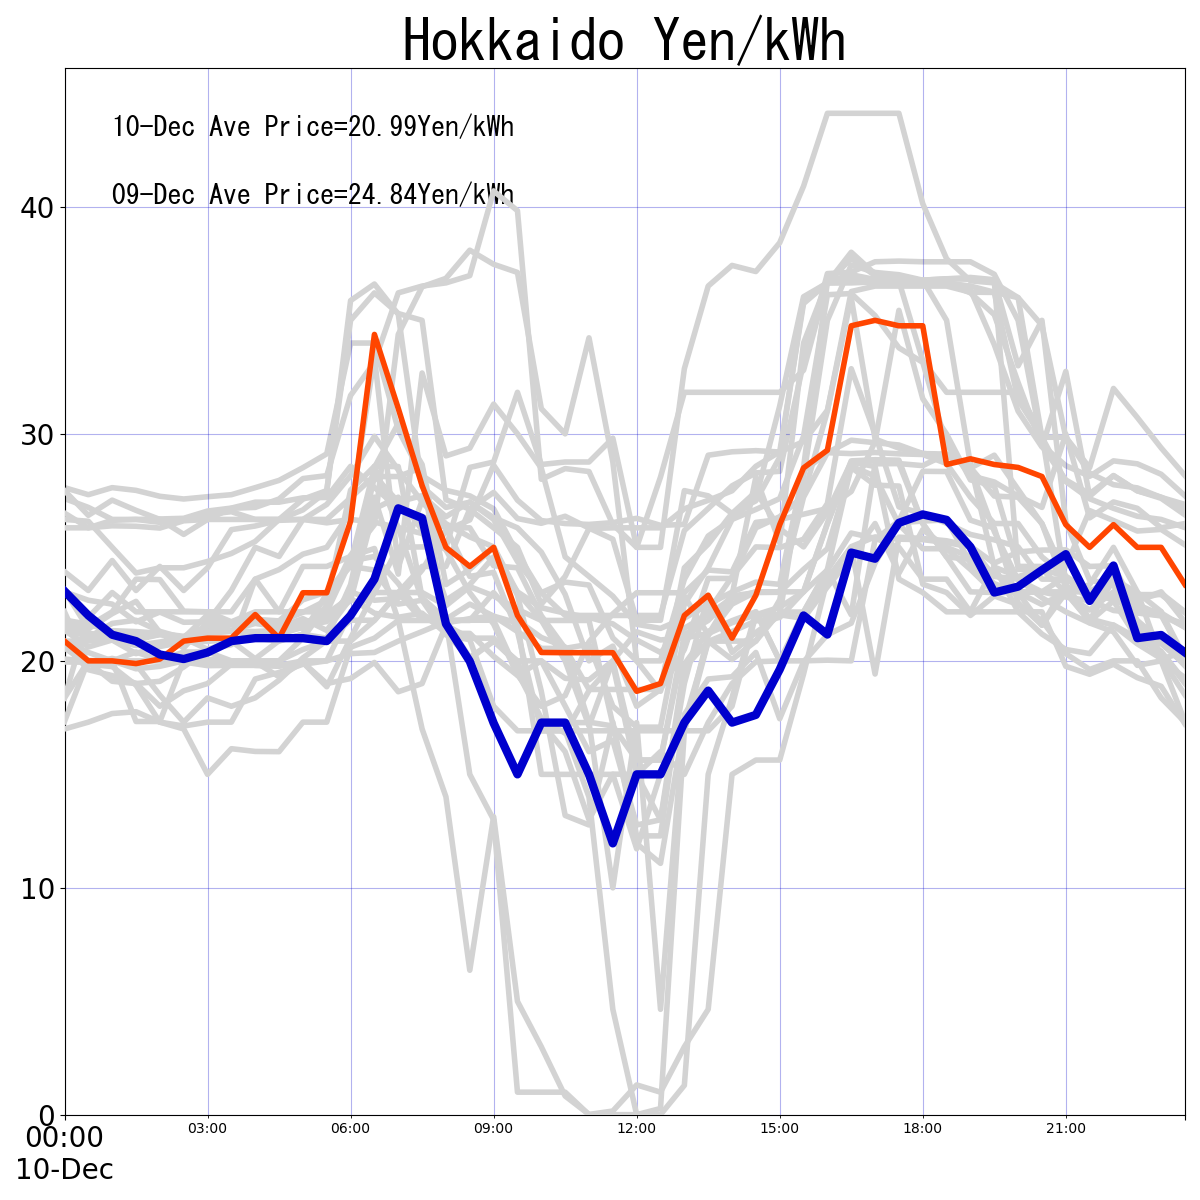 Hokkaido Yen/kWh
10-Dec Ave Price=20.99Yen/kWh
09-Dec Ave Price=24.84Yen/kWh
40
30
20
10
0
00:00 03:00 06:00 09:00 12:00 15:00 18:00 21:00
10-Dec